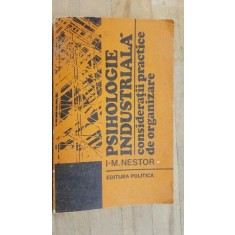 PSIHOLOGIE
INDUSTRIALĂ
considerații practice
de organizare
I-M. NESTOR
EDITURA POLITICA